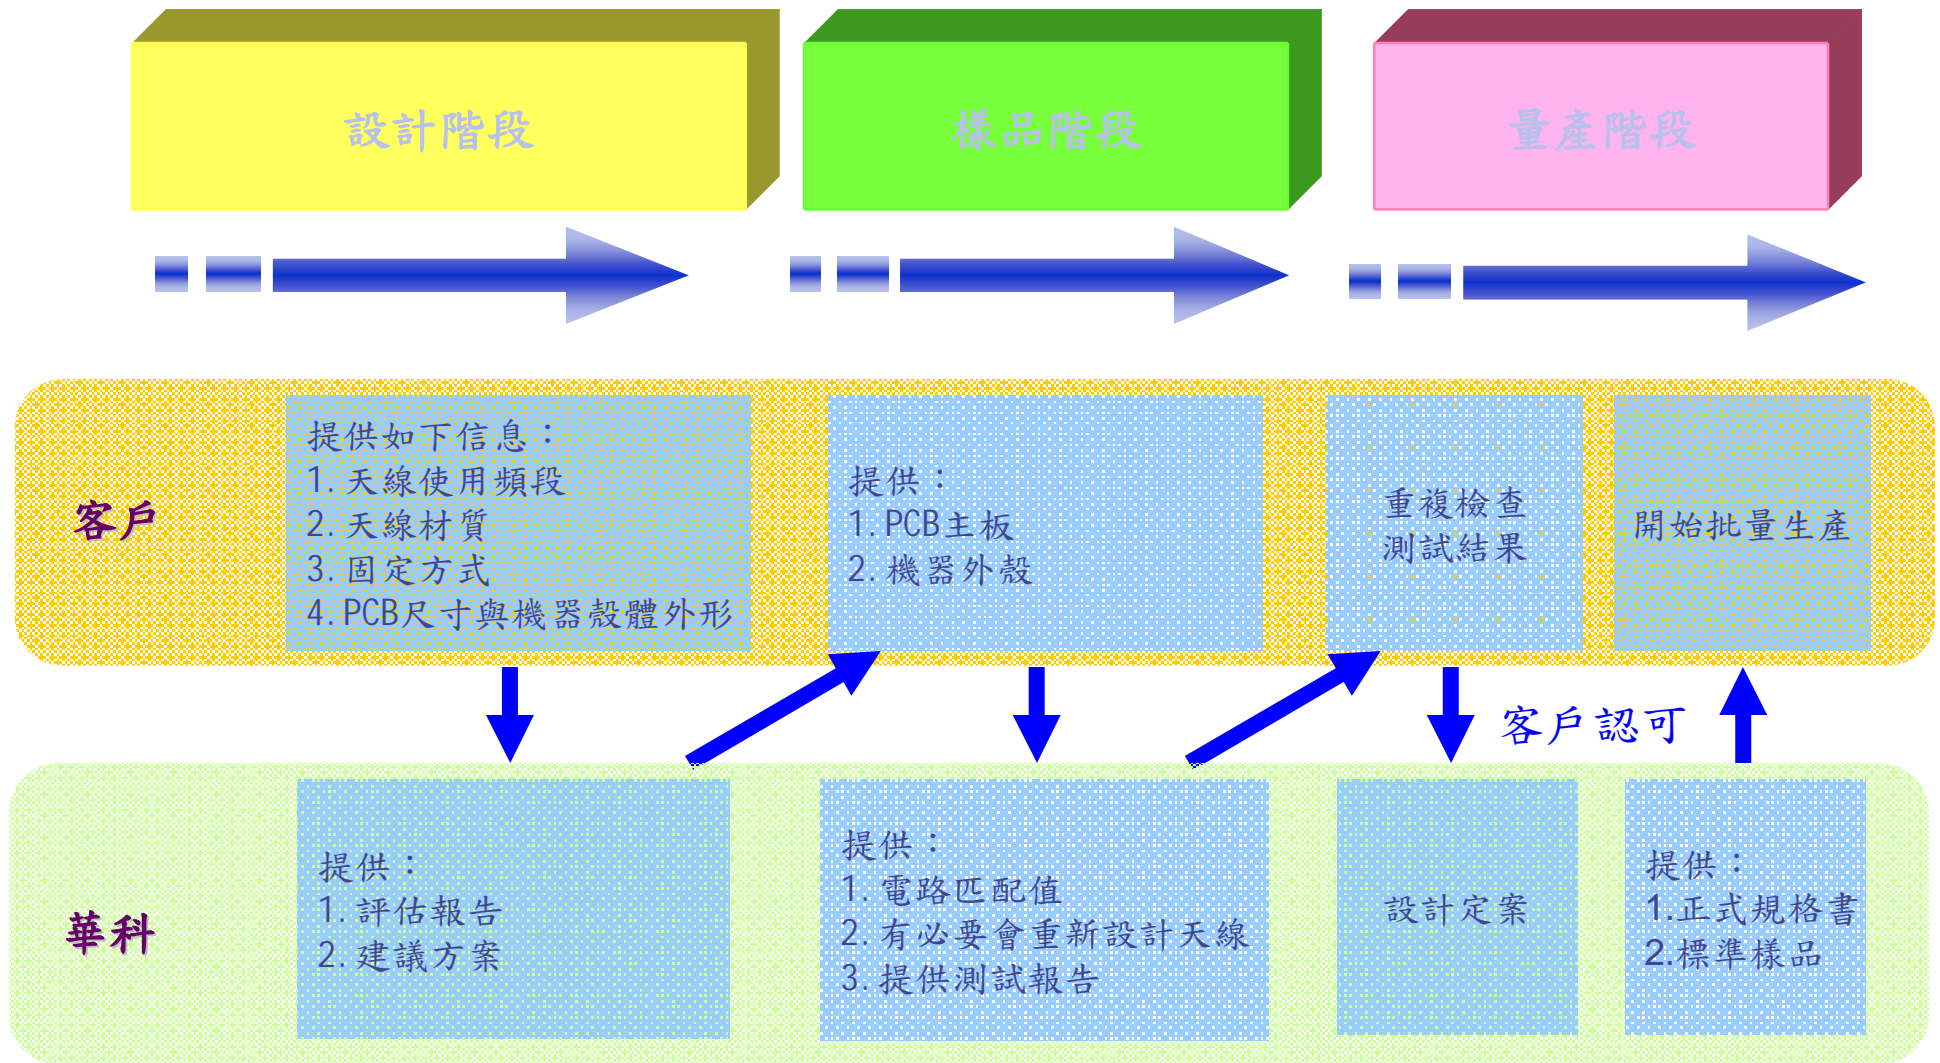 設計階段
樣品階段
量產階段
客戶
提供如下信息：
1.天線使用頻段
2.天線材質
3.固定方式
4.PCB尺寸與機器殼體外形
提供：
1.PCB主板
2.機器外殼
重複檢查
測試結果
開始批量生產
客戶認可
華科
提供：
1.評估報告
2.建議方案
提供：
1.電路匹配值
2.有必要會重新設計天線
3.提供測試報告
設計定案
提供：
1.正式規格書
2.標準樣品